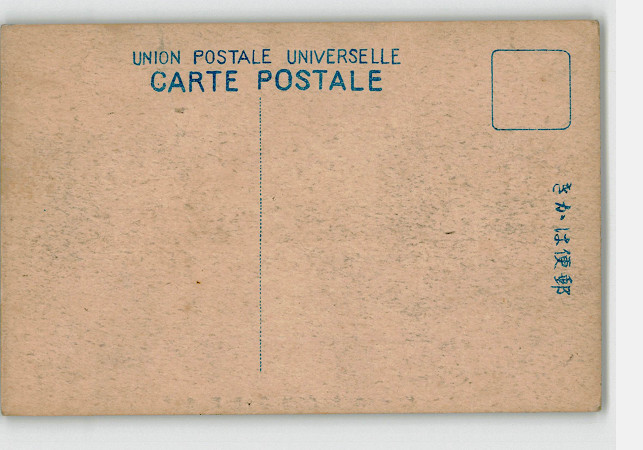 UNION POSTALE UNIVERSELLE
CARTE POSTALE
郵便はかき